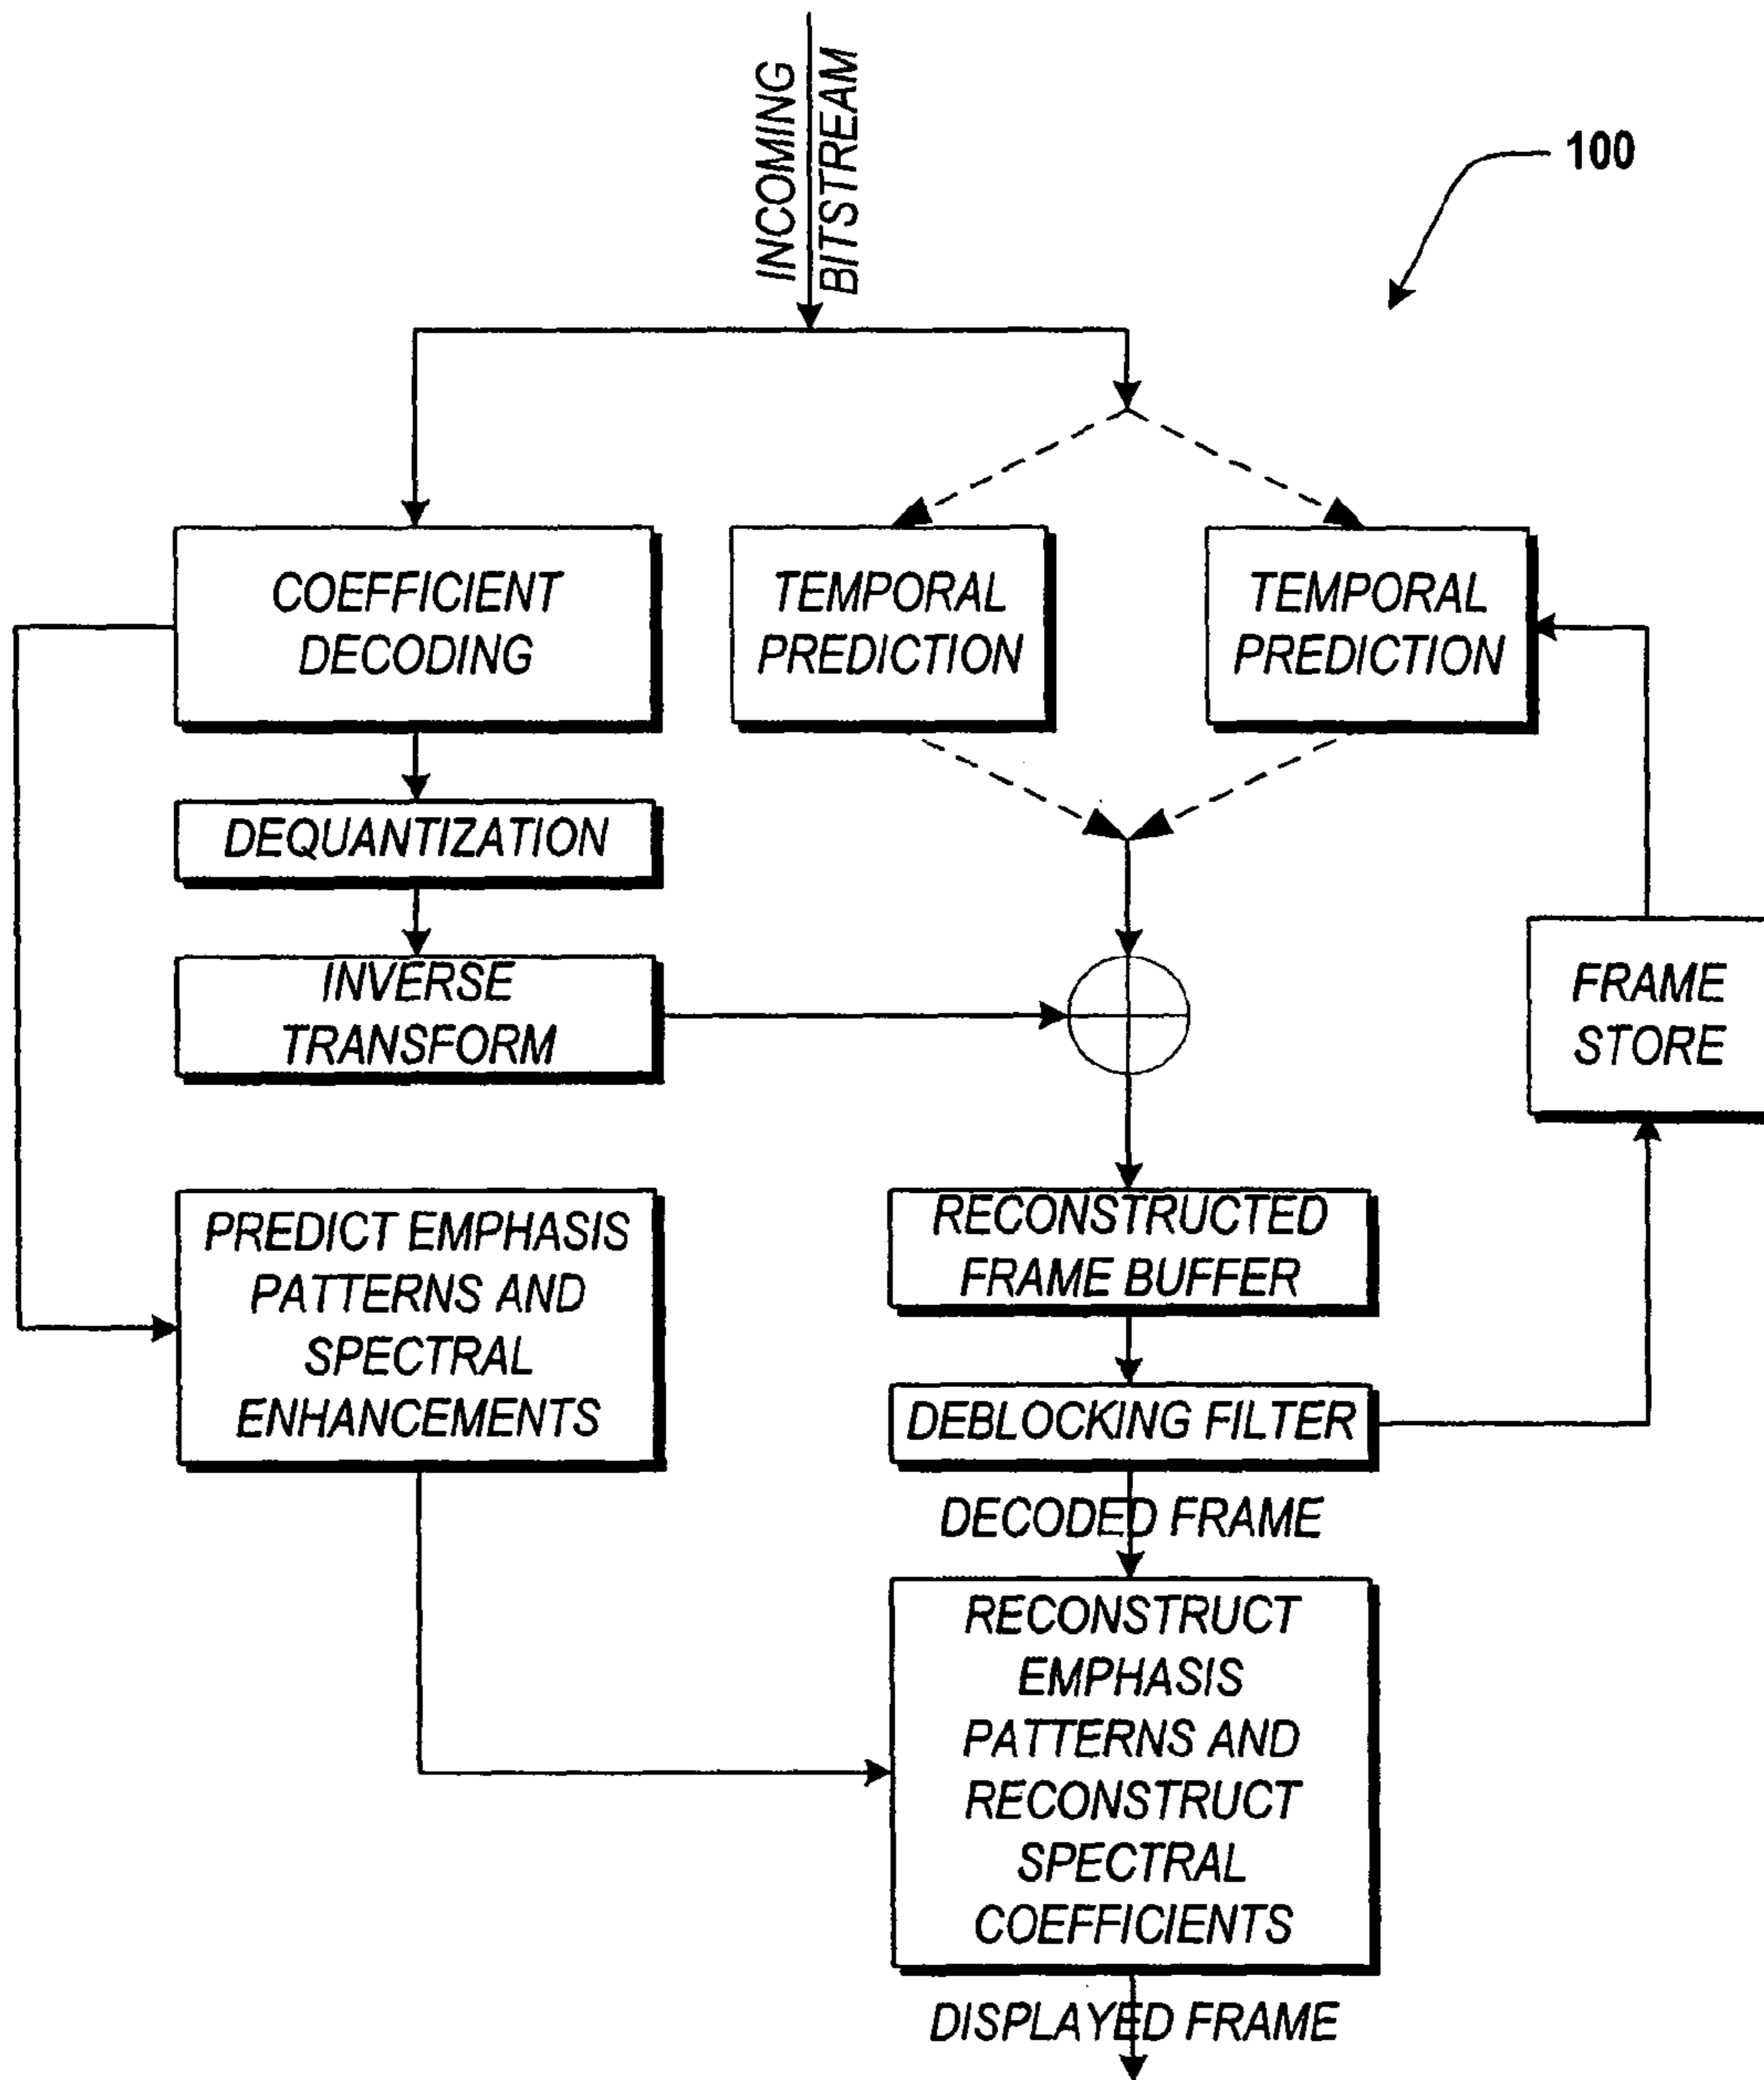 INCOMING
BITSTREAM
100
COEFFICIENT
DECODING
TEMPORAL
PREDICTION
TEMPORAL
PREDICTION
DEQUANTIZATION
INVERSE
TRANSFORM
FRAME
STORE
PREDICT EMPHASIS
PATTERNS AND
SPECTRAL
ENHANCEMENTS
RECONSTRUCTED
FRAME BUFFER
DEBLOCKING FILTER
DECODED FRAME
RECONSTRUCT
EMPHASIS
PATTERNS AND
RECONSTRUCT
SPECTRAL
COEFFICIENTS
DISPLAYED FRAME